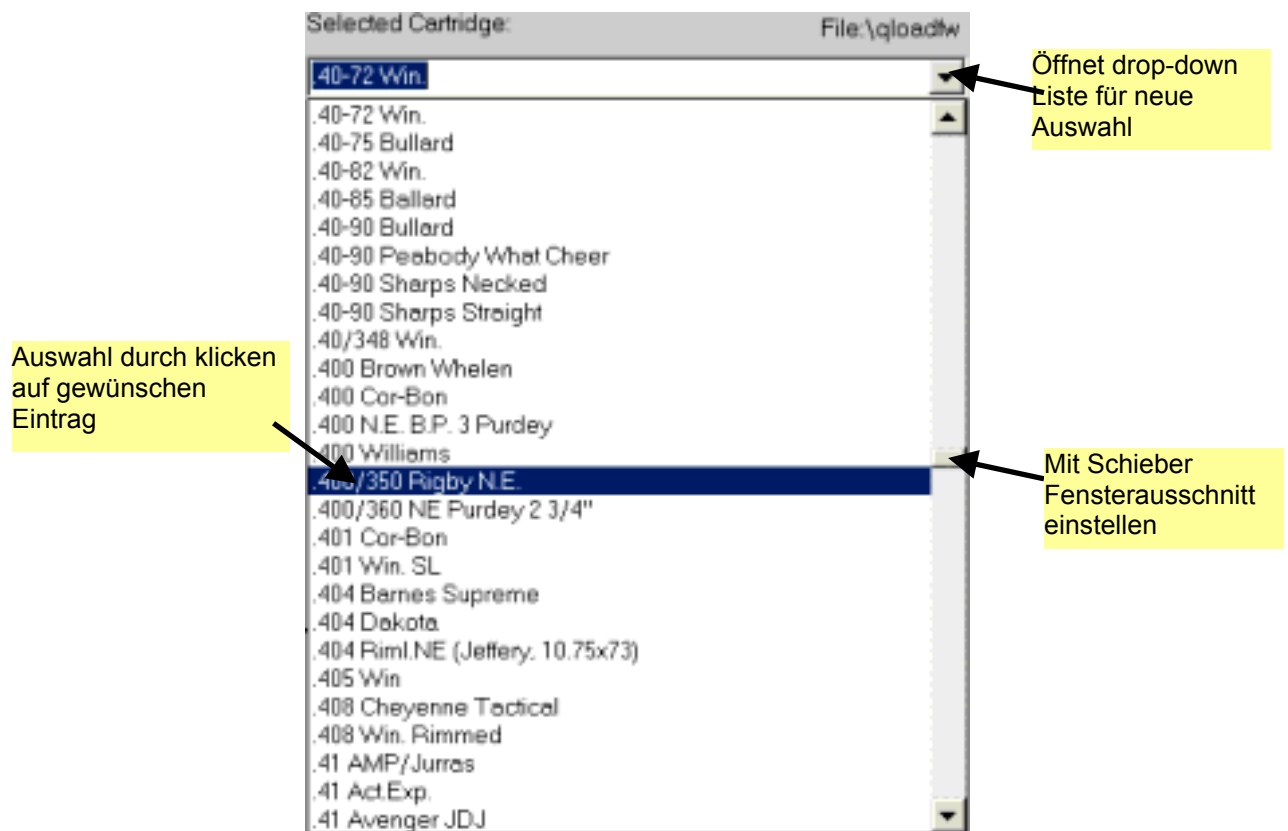 Selected Cartridge:
File:\qloadfw
.40-72 Win.
Öffnet drop-down
Liste für neue
Auswahl
.40-72 Win.
.40-75 Bullard
.40-82 Win.
.40-85 Ballard
.40-90 Bullard
.40-90 Peabody What Cheer
.40-90 Sharps Necked
.40-90 Sharps Straight
.40/348 Win.
.400 Brown Whelen
.400 Cor-Bon
.400 N.E. B.P. 3 Purdey
.400 Williams
.400/350 Rigby N.E.
.400/360 NE Purdey 2 3/4"
.401 Cor-Bon
.401 Win. SL
.404 Barnes Supreme
.404 Dakota
.404 Riml.NE (Jeffery, 10.75x73)
.405 Win
.408 Cheyenne Tactical
.408 Win. Rimmed
.41 AMP/Jurras
.41 Act.Exp.
.41 Avenger JDJ
Auswahl durch klicken
auf gewünschen
Eintrag
Mit Schieber
Fensterausschnitt
einstellen